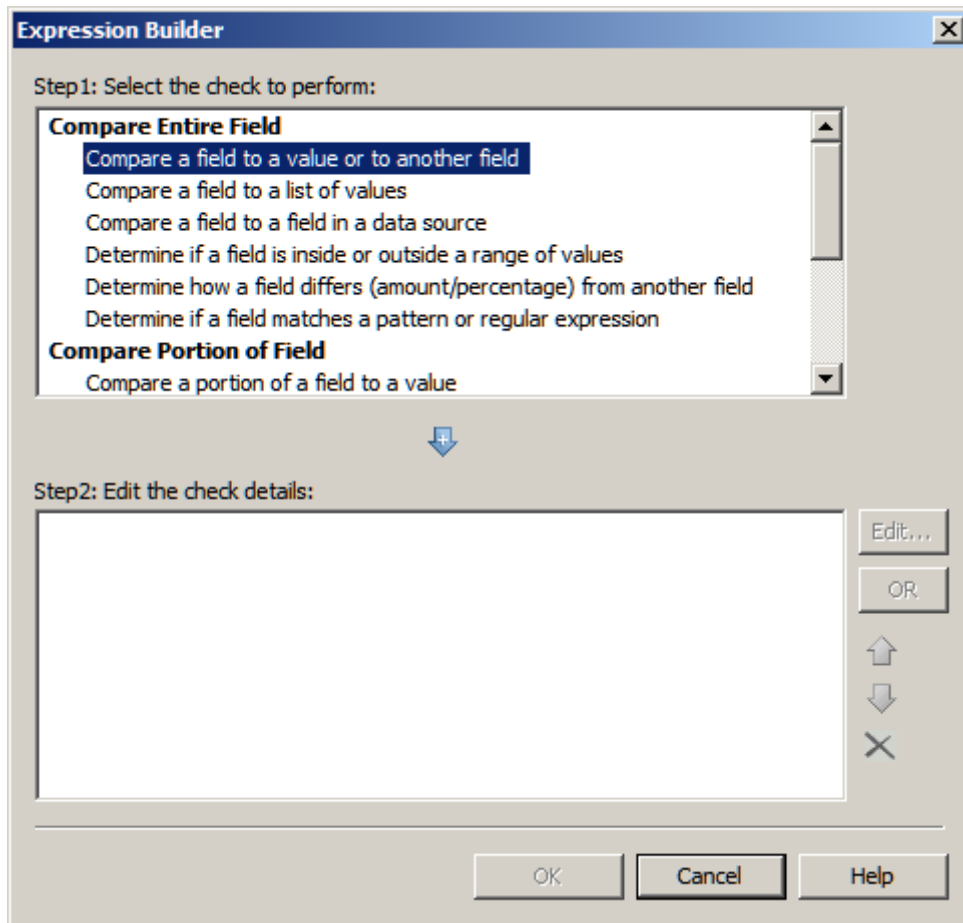 Expression Builder
Step1: Select the check to perform:
Compare Entire Field
Compare a field to a value or to another field
Compare a field to a list of values
Compare a field to a field in a data source
Determine if a field is inside or outside a range of values
Determine how a field differs (amount/percentage) from another field
Determine if a field matches a pattern or regular expression
Compare Portion of Field
Compare a portion of a field to a value
Step2: Edit the check details:
Edit...
OR
OK
Cancel
Help